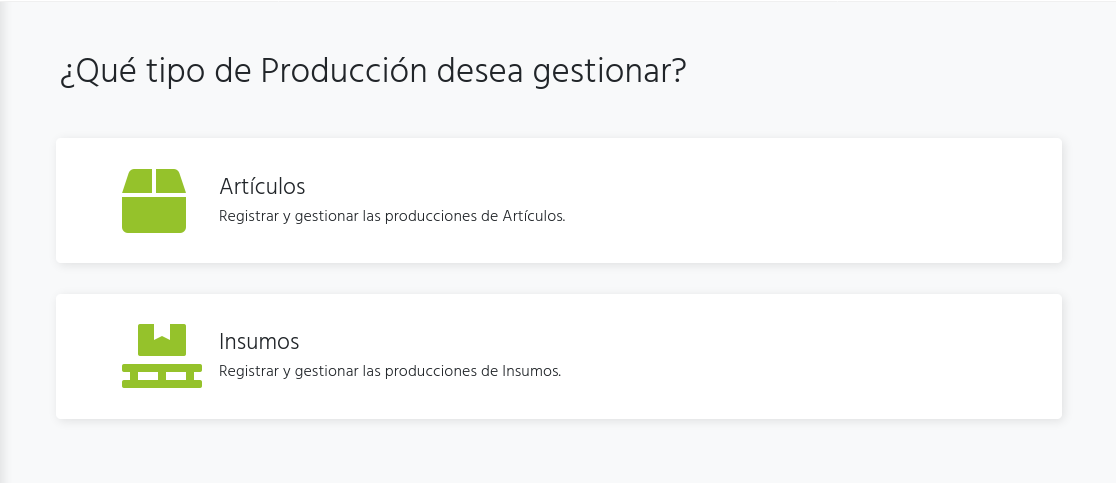 ¿Qué tipo de Producción desea gestionar?
Artículos
Registrar y gestionar las producciones de Artículos.
Insumos
Registrar y gestionar las producciones de Insumos.